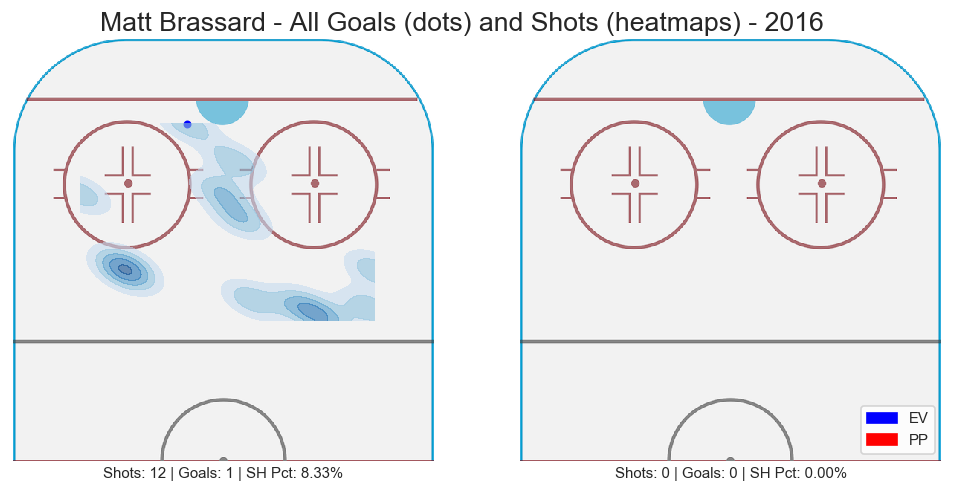 Matt Brassard - All Goals (dots) and Shots (heatmaps) - 2016
EV
PP
Shots: 12 | Goals: 1 | SH Pct: 8.33%
Shots: 0 | Goals: 0 | SH Pct: 0.00%